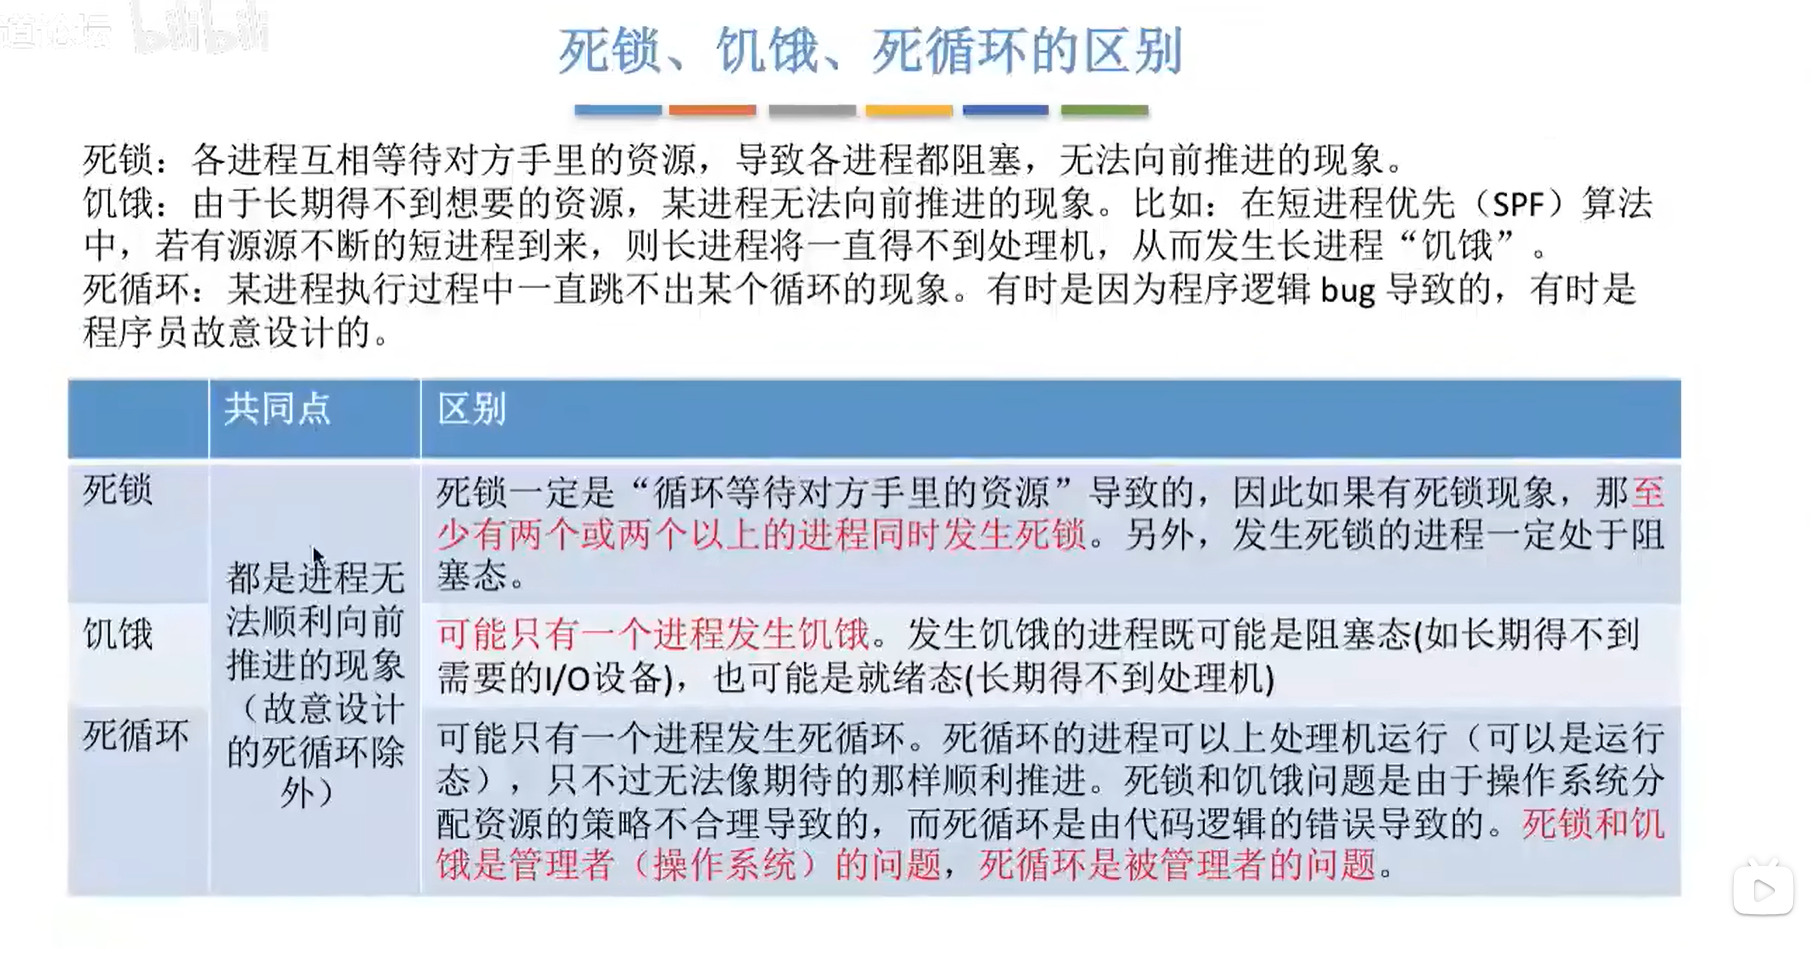 道论坛 bilibili
死锁、饥饿、死循环的区别
死锁：各进程互相等待对方手里的资源，导致各进程都阻塞，无法向前推进的现象。
饥饿：由于长期得不到想要的资源，某进程无法向前推进的现象。比如：在短进程优先（SPF）算法
中，若有源源不断的短进程到来，则长进程将一直得不到处理机，从而发生长进程“饥饿”。
死循环：某进程执行过程中一直跳不出某个循环的现象。有时是因为程序逻辑 bug 导致的，有时是
程序员故意设计的。
共同点
区别
死锁
都是进程无
法顺利向前
推进的现象
（故意设计
的死循环除
外）
死锁一定是“循环等待对方手里的资源”导致的，因此如果有死锁现象，那至
少有两个或两个以上的进程同时发生死锁。另外，发生死锁的进程一定处于阻
塞态。
饥饿
可能只有一个进程发生饥饿。发生饥饿的进程既可能是阻塞态(如长期得不到
需要的I/O设备)，也可能是就绪态(长期得不到处理机)
死循环
可能只有一个进程发生死循环。死循环的进程可以上处理机运行（可以是运行
态），只不过无法像期待的那样顺利推进。死锁和饥饿问题是由于操作系统分
配资源的策略不合理导致的，而死循环是由代码逻辑的错误导致的。死锁和饥
饿是管理者（操作系统）的问题，死循环是被管理者的问题。